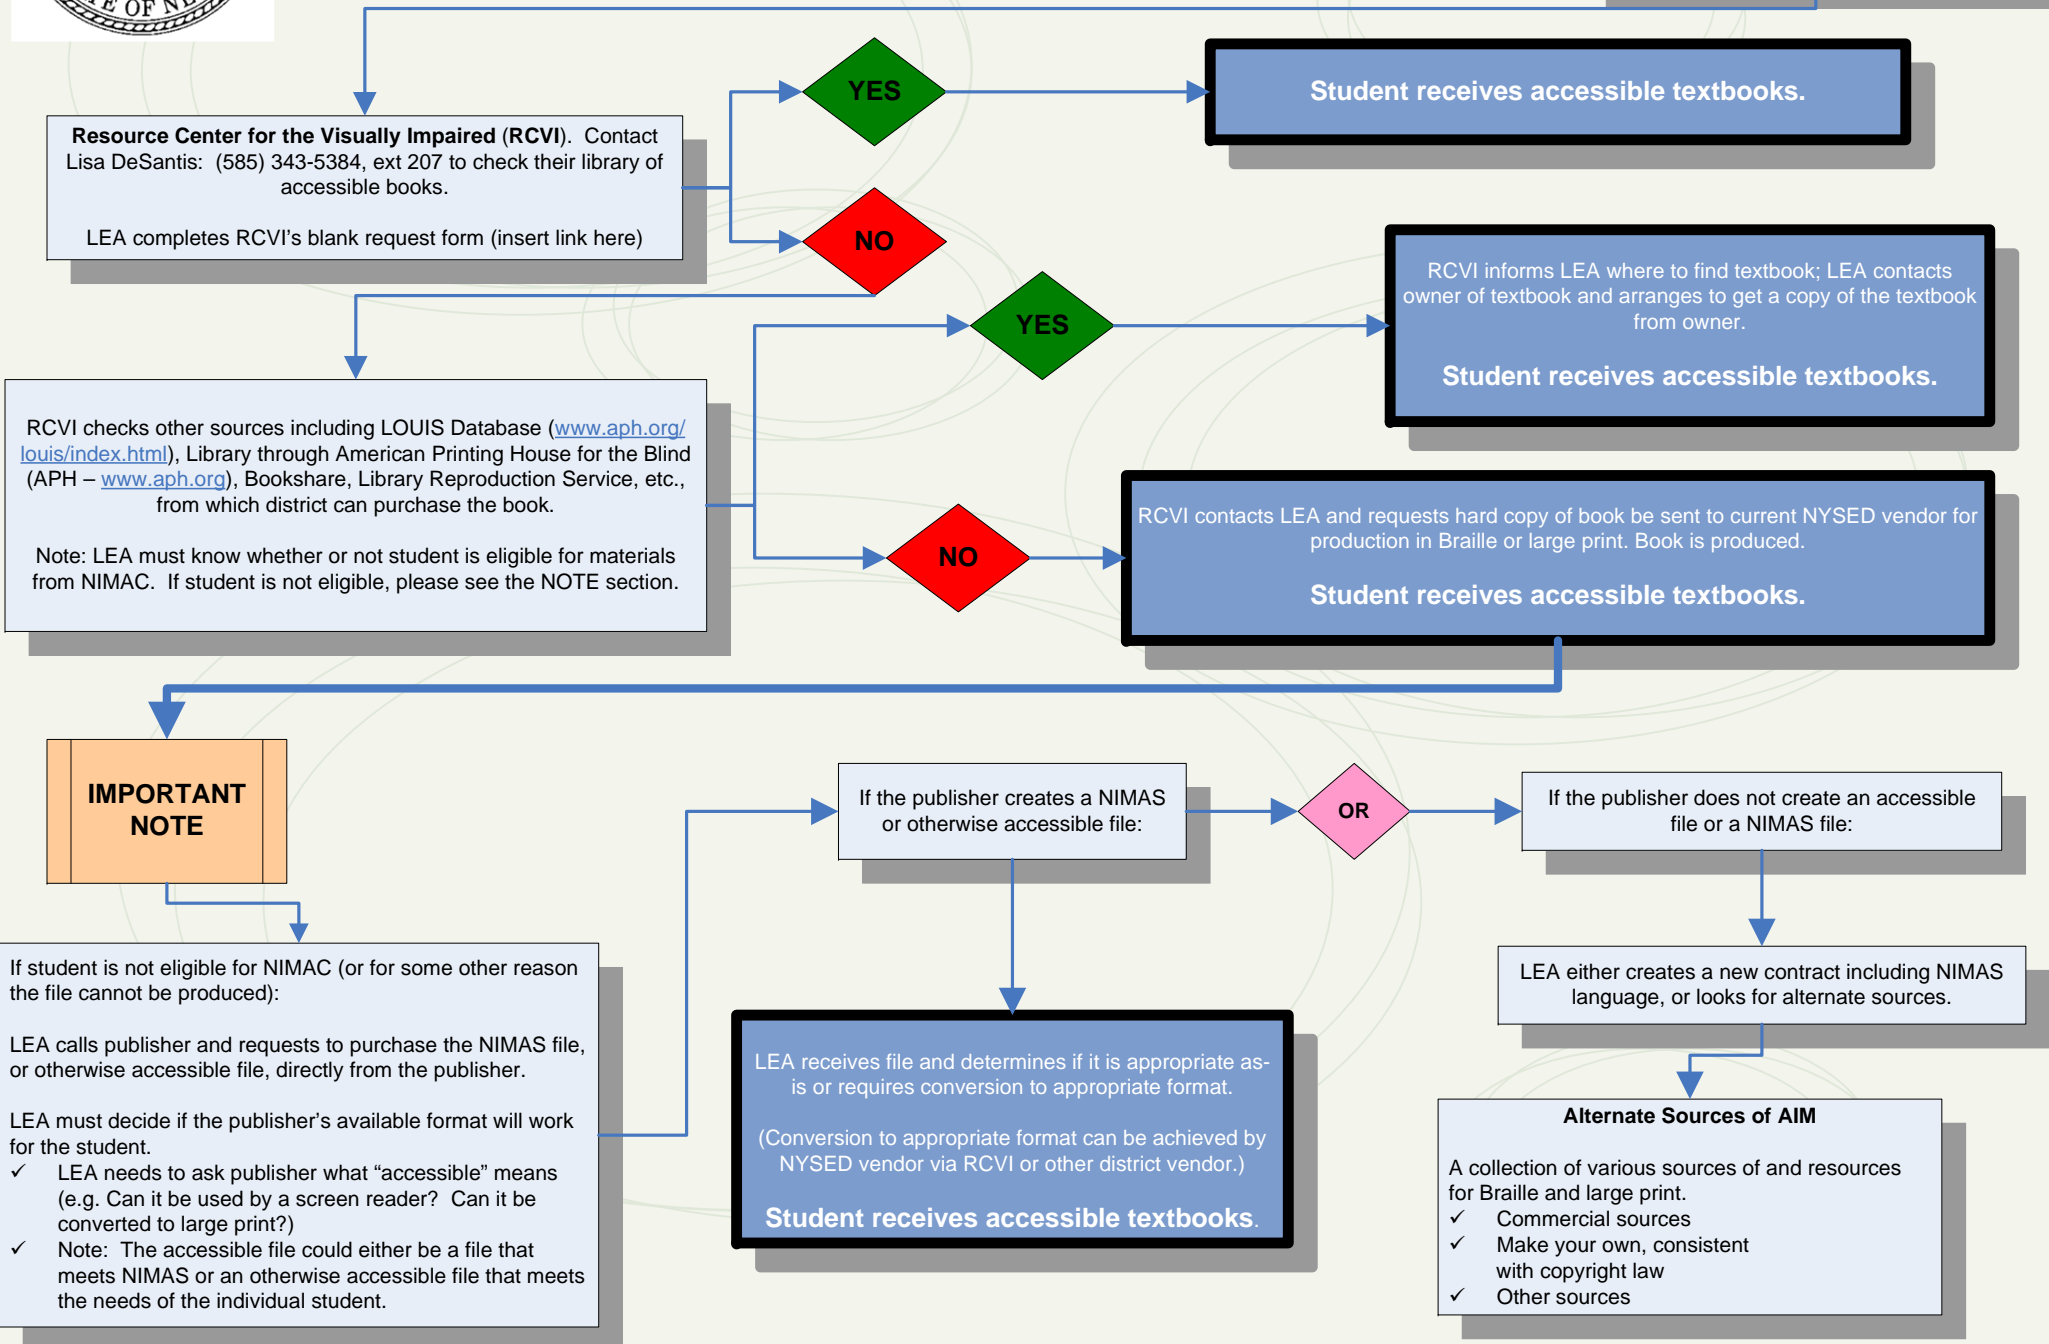 TE OF NE
YES
Student receives accessible textbooks.
Resource Center for the Visually Impaired (RCVI). Contact
Lisa DeSantis: (585) 343-5384, ext 207 to check their library of
accessible books.
LEA completes RCVI's blank request form (insert link here)
NO
RCVI informs LEA where to find textbook; LEA contacts
owner of textbook and arranges to get a copy of the textbook
from owner.
Student receives accessible textbooks.
YES
RCVI checks other sources including LOUIS Database (www.aph.org/
louis/index.html), Library through American Printing House for the Blind
(APH – www.aph.org), Bookshare, Library Reproduction Service, etc.,
from which district can purchase the book.
Note: LEA must know whether or not student is eligible for materials
from NIMAC. If student is not eligible, please see the NOTE section.
NO
RCVI contacts LEA and requests hard copy of book be sent to current NYSED vendor for
production in Braille or large print. Book is produced.
Student receives accessible textbooks.
IMPORTANT
NOTE
If the publisher creates a NIMAS
or otherwise accessible file:
OR
If the publisher does not create an accessible
file or a NIMAS file:
If student is not eligible for NIMAC (or for some other reason
the file cannot be produced):
LEA calls publisher and requests to purchase the NIMAS file,
or otherwise accessible file, directly from the publisher.
LEA must decide if the publisher's available format will work
for the student.
✓ LEA needs to ask publisher what "accessible" means
(e.g. Can it be used by a screen reader? Can it be
converted to large print?)
✓ Note: The accessible file could either be a file that
meets NIMAS or an otherwise accessible file that meets
the needs of the individual student.
LEA receives file and determines if it is appropriate as-
is or requires conversion to appropriate format.
(Conversion to appropriate format can be achieved by
NYSED vendor via RCVI or other district vendor.)
Student receives accessible textbooks.
LEA either creates a new contract including NIMAS
language, or looks for alternate sources.
Alternate Sources of AIM
A collection of various sources of and resources
for Braille and large print.
✓ Commercial sources
✓ Make your own, consistent
with copyright law
✓ Other sources